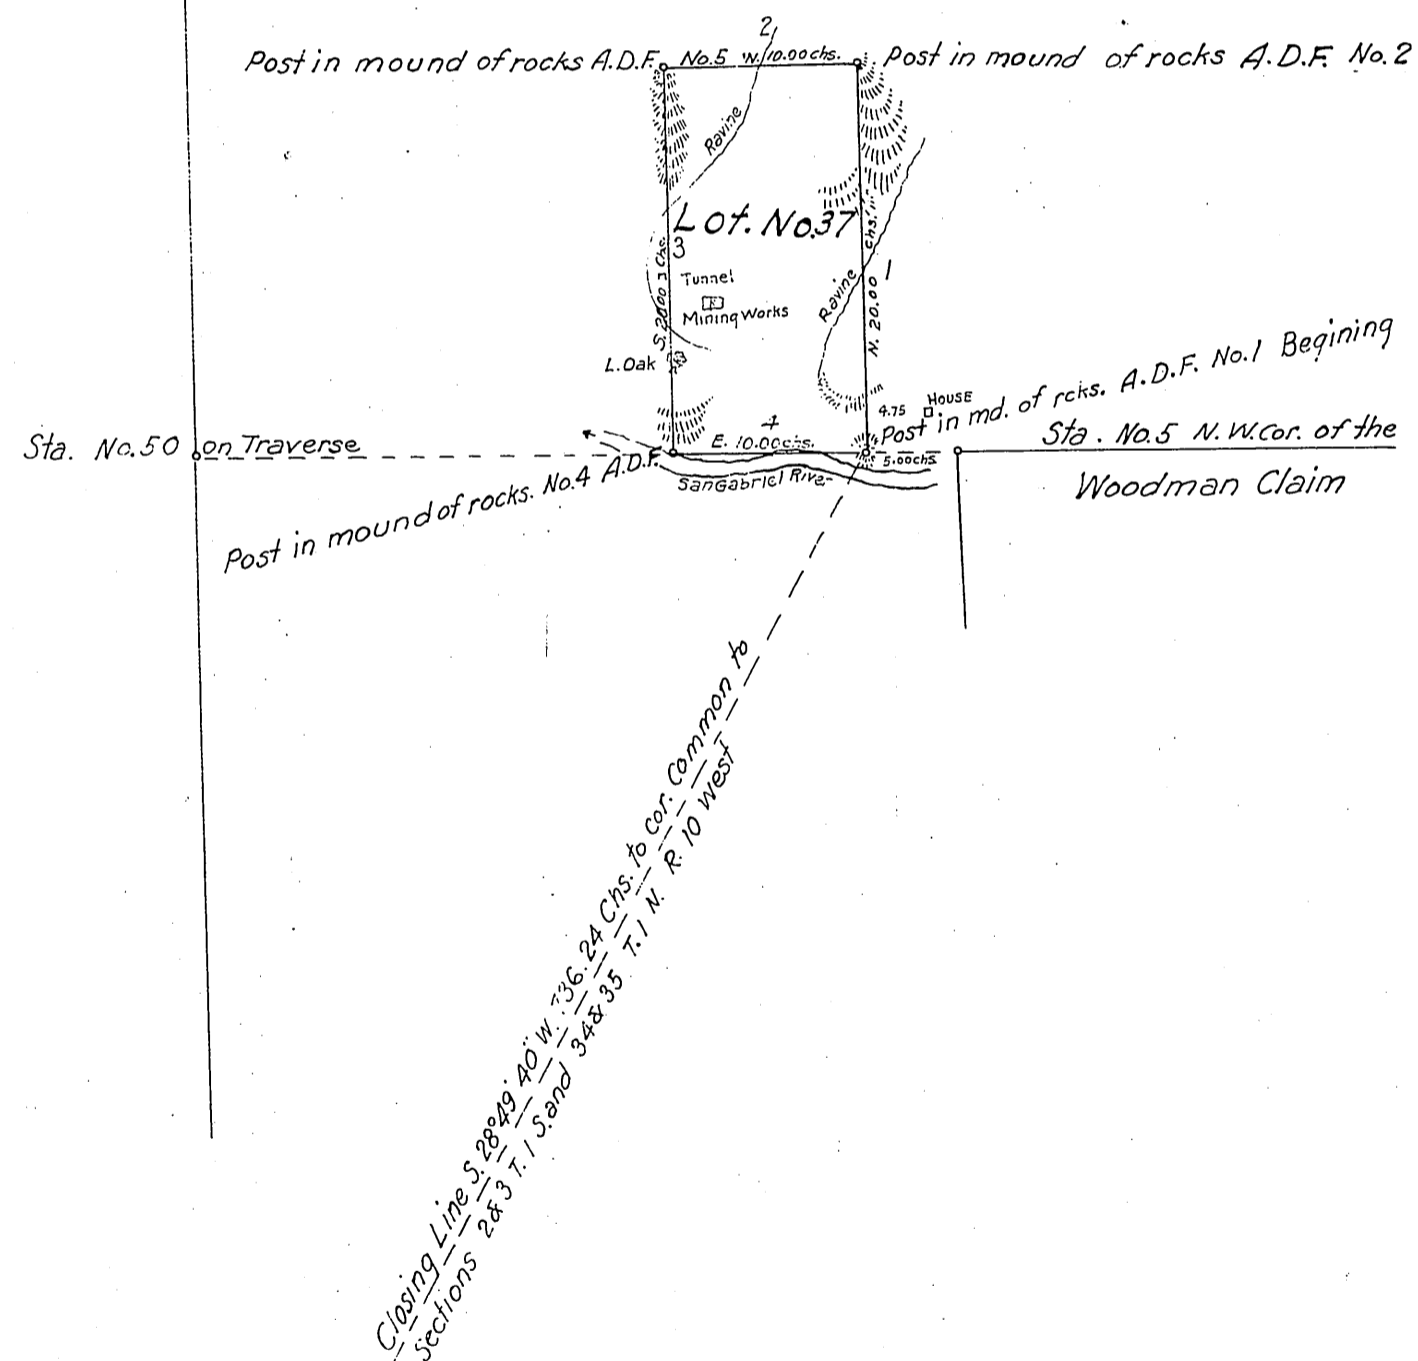 2
Post in mound of rocks A.D.F. No.5 W. 10.00 chs. Post in mound of rocks A.D.F. No. 2
Ravine
Lot. No.37
3
S. 20.00 Chs.
Tunnel
Mining Works
Ravine
N. 20.00 chs.
1
L. Oak
Post in md. of rcks. A.D.F. No.1 Begining
4.75
HOUSE
4
E. 10.00 chs.
5.00 chs
Sta. No.50 on Traverse
Sta. No.5 N.W. cor. of the
Woodman Claim
Post in mound of rocks. No.4 A.D.F.
San Gabriel River
Closing Line S. 28° 49' 40" W. 736.24 Chs. to cor. Common to
Sections 2&3 T.1 S. and 34&35 T.1 N. R. 10 West